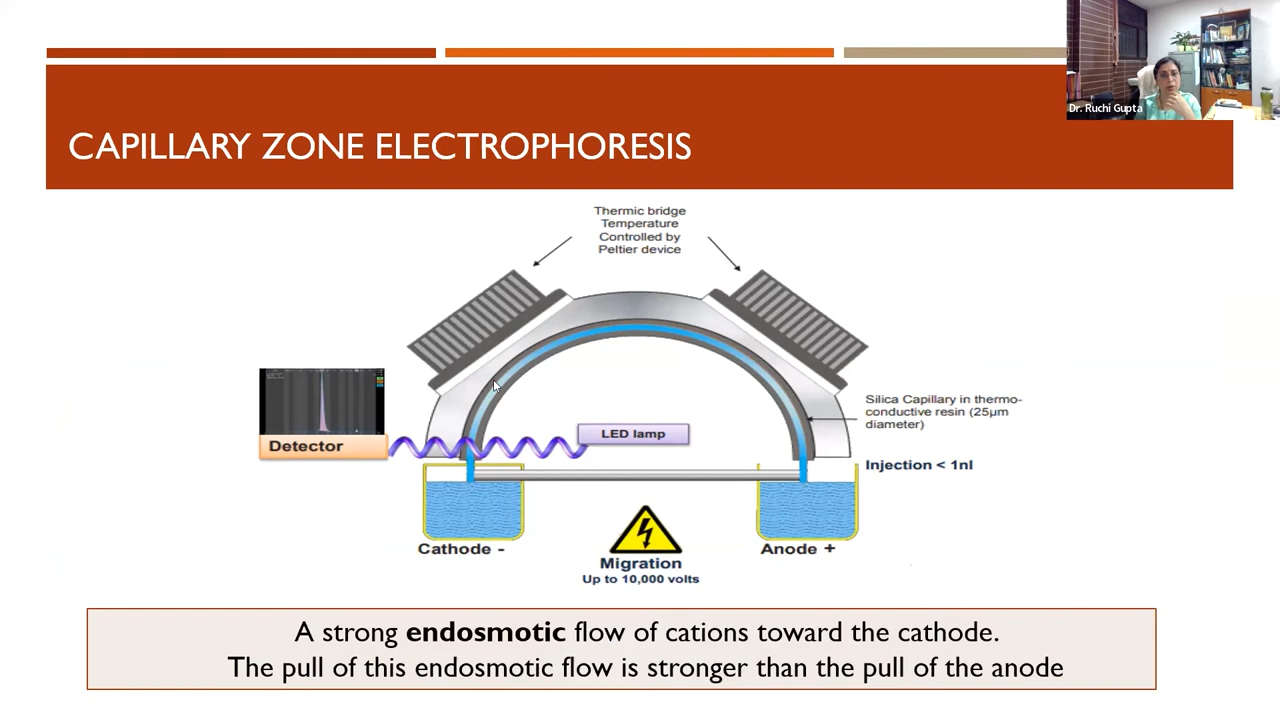 Dr. Ruchi Gupta
CAPILLARY ZONE ELECTROPHORESIS
Thermic bridge
Temperature
Controlled by
Peltier device
Silica Capillary in thermo-
conductive resin (25µm
diameter)
LED lamp
Detector
Injection < 1nl
Cathode -
Anode +
Migration
Up to 10,000 volts
A strong endosmotic flow of cations toward the cathode.
The pull of this endosmotic flow is stronger than the pull of the anode